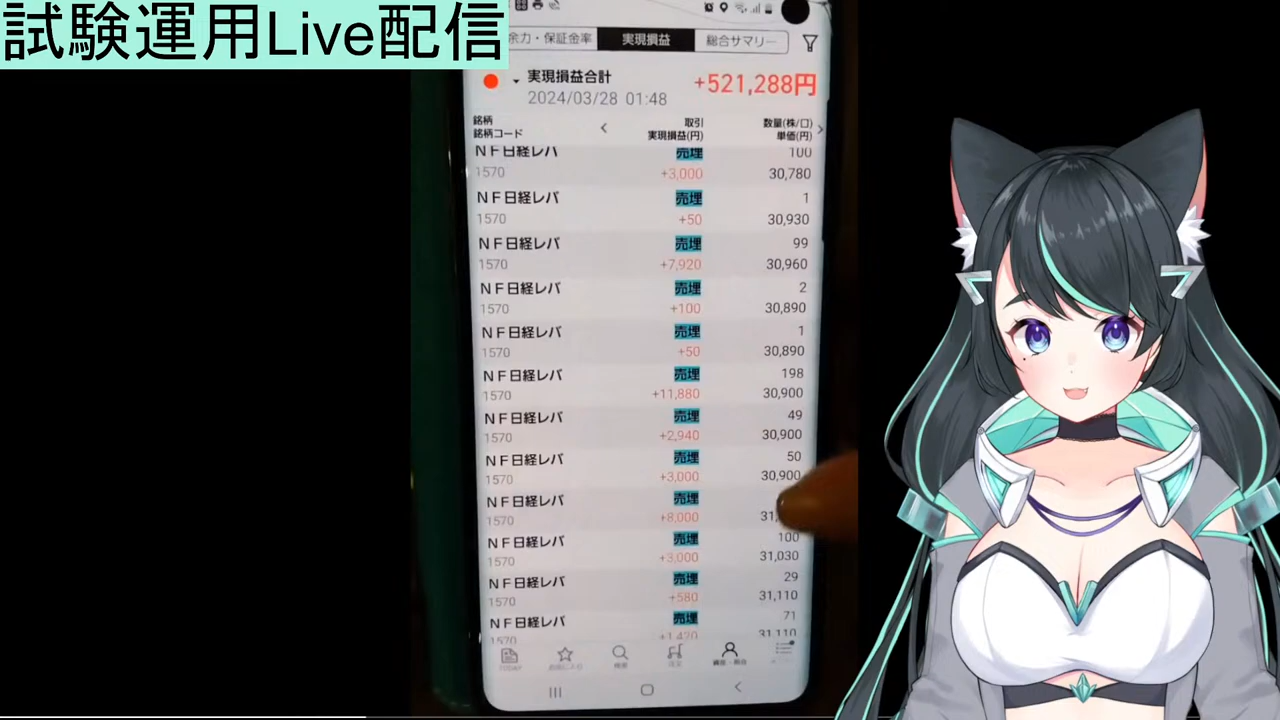 試験運用Live配信
余力・保証金率 実現損益 総合サマリー
実現損益合計 +521,288円
2024/03/28 01:48
銘柄 取引 数量(株/口)
銘柄コード 実現損益(円) 単価(円)
NF日経レバ 売埋 100
1570 +3,000 30,780
NF日経レバ 売埋 1
1570 +50 30,930
NF日経レバ 売埋 99
1570 +7,920 30,960
NF日経レバ 売埋 2
1570 +100 30,890
NF日経レバ 売埋 1
1570 +50 30,890
NF日経レバ 売埋 198
1570 +11,880 30,900
NF日経レバ 売埋 49
1570 +2,940 30,900
NF日経レバ 売埋 50
1570 +3,000 30,900
NF日経レバ 売埋
1570 +8,000 31,
NF日経レバ 売埋 100
1570 +3,000 31,030
NF日経レバ 売埋 29
1570 +580 31,110
NF日経レバ 売埋 71
1570 +1,420 31,110